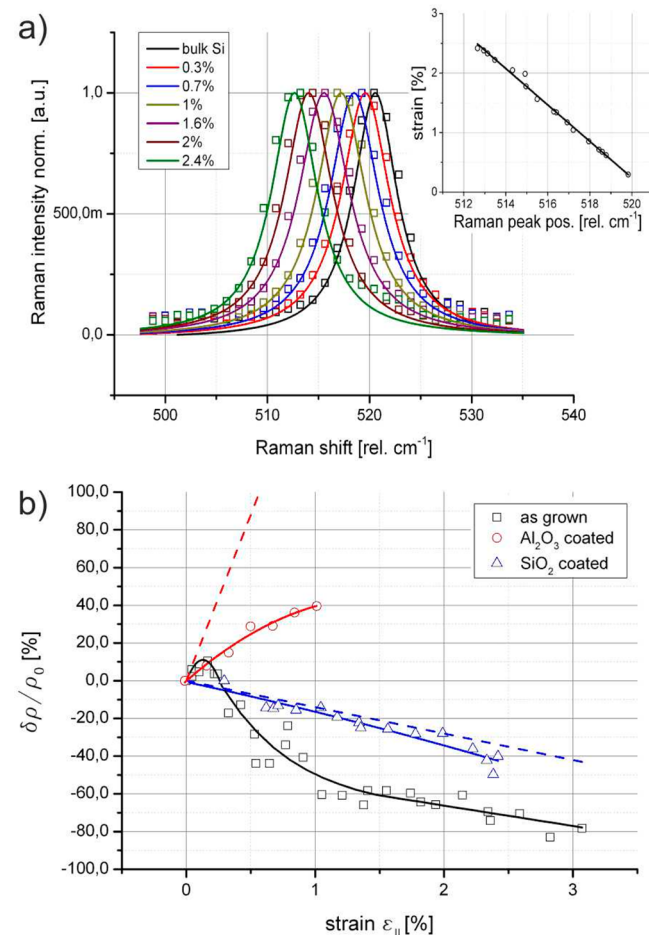 a)
bulk Si
0.3%
0.7%
1%
1.6%
2%
2.4%
1,0
500,0m
0,0
Raman intensity norm. [a.u.]
500 510 520 530 540
Raman shift [rel. cm⁻¹]
3
2
1
0
strain [%]
512 514 516 518 520
Raman peak pos. [rel. cm⁻¹]
b)
as grown
Al₂O₃ coated
SiO₂ coated
100,0
80,0
60,0
40,0
20,0
0,0
-20,0
-40,0
-60,0
-80,0
-100,0
δρ/ρ₀ [%]
0 1 2 3
strain ε∥ [%]